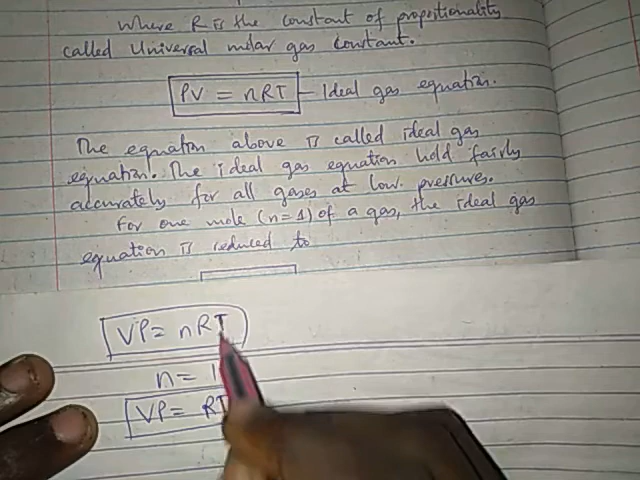 where R is the constant of proportionality
called Universal molar gas constant.
PV = nRT - Ideal gas equation.
The equation above is called ideal gas
equation. The ideal gas equation hold fairly
accurately for all gases at low pressures.
For one mole (n=1) of a gas, the ideal gas
equation is reduced to
VP = nRT
n = 1
VP = RT